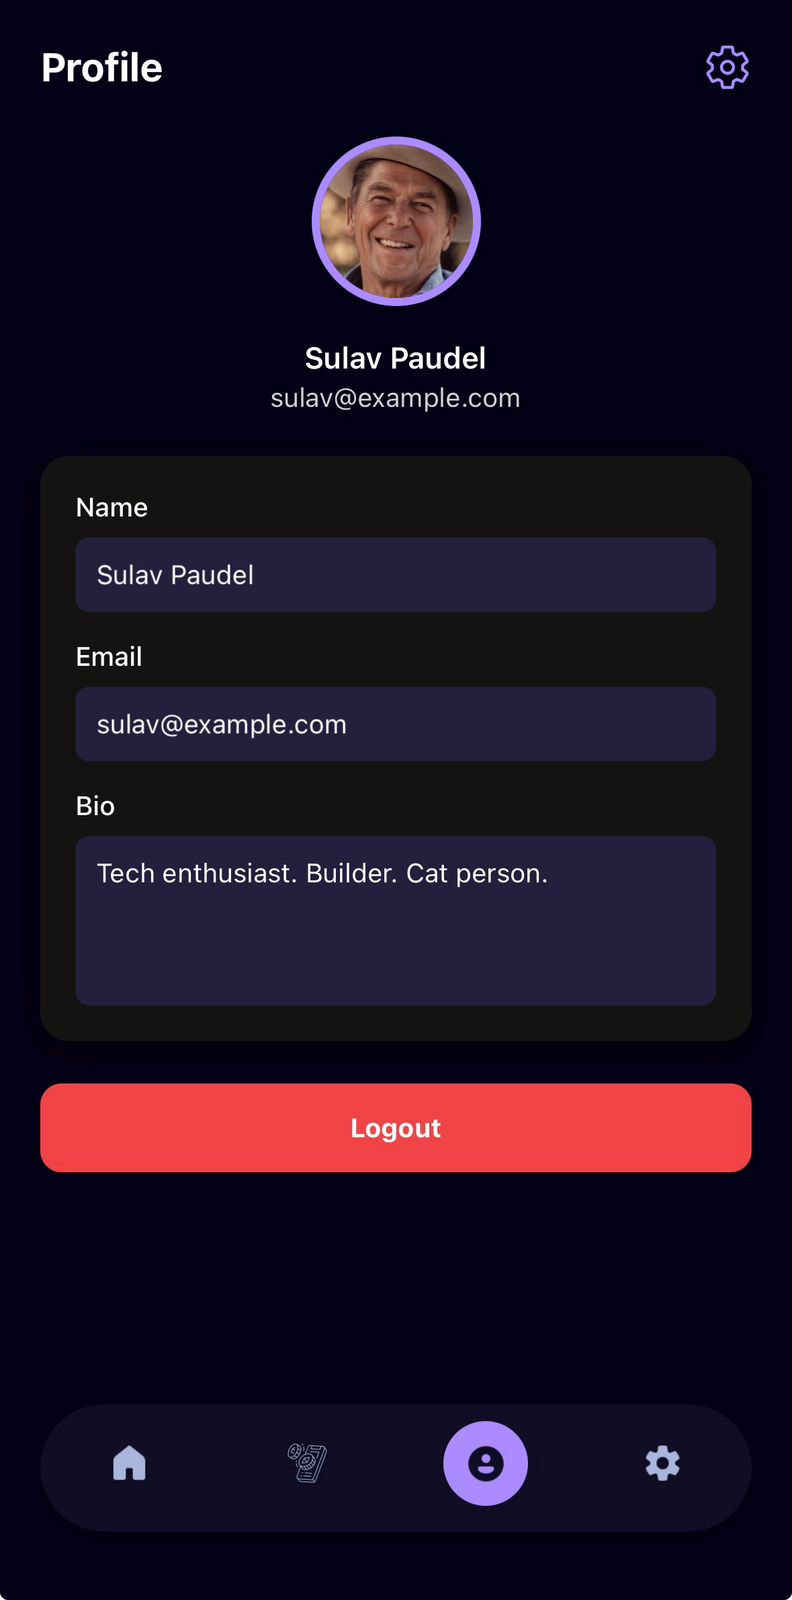 Profile
Sulav Paudel
sulav@example.com
Name
Sulav Paudel
Email
sulav@example.com
Bio
Tech enthusiast. Builder. Cat person.
Logout